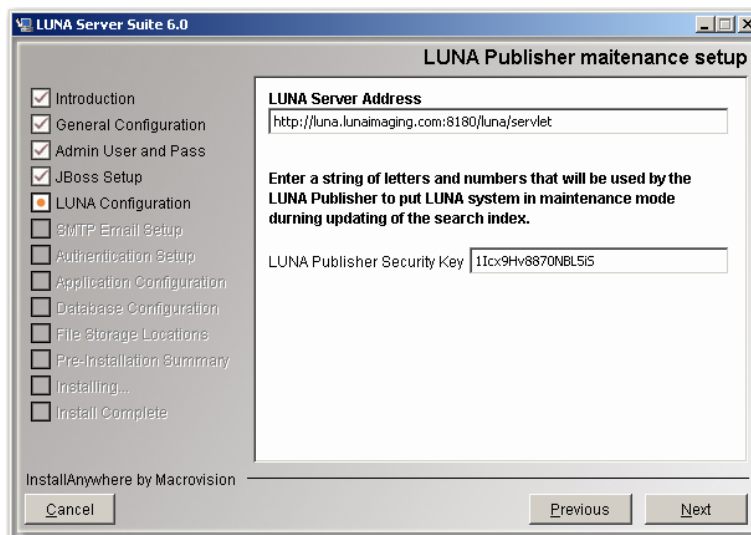 LUNA Server Suite 6.0
LUNA Publisher maitenance setup
Introduction
General Configuration
Admin User and Pass
JBoss Setup
LUNA Configuration
SMTP Email Setup
Authentication Setup
Application Configuration
Database Configuration
File Storage Locations
Pre-Installation Summary
Installing...
Install Complete
LUNA Server Address
http://luna.lunaimaging.com:8180/luna/servlet
Enter a string of letters and numbers that will be used by the
LUNA Publisher to put LUNA system in maintenance mode
durning updating of the search index.
LUNA Publisher Security Key 1Icx9Hv8870NBL5iS
InstallAnywhere by Macrovision
Cancel
Previous
Next